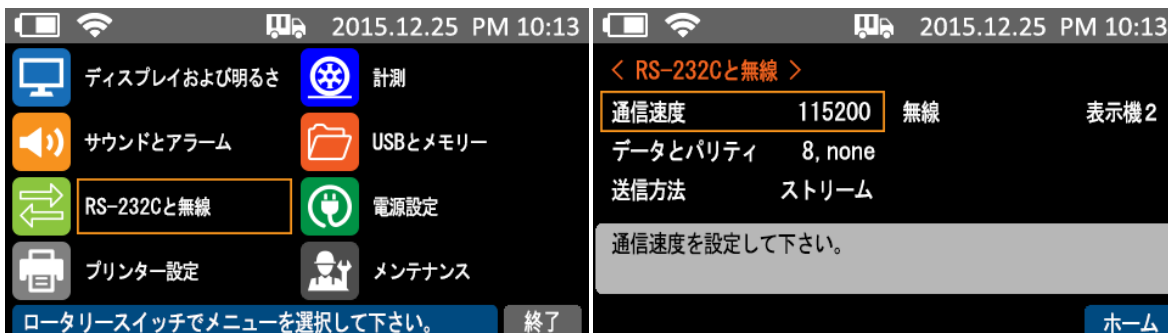 2015.12.25 PM 10:13
ディスプレイおよび明るさ
計測
サウンドとアラーム
USBとメモリー
RS-232Cと無線
電源設定
プリンター設定
メンテナンス
ロータリースイッチでメニューを選択して下さい。
終了
2015.12.25 PM 10:13
< RS-232Cと無線 >
通信速度 115200 無線 表示機2
データとパリティ 8, none
送信方法 ストリーム
通信速度を設定して下さい。
ホーム